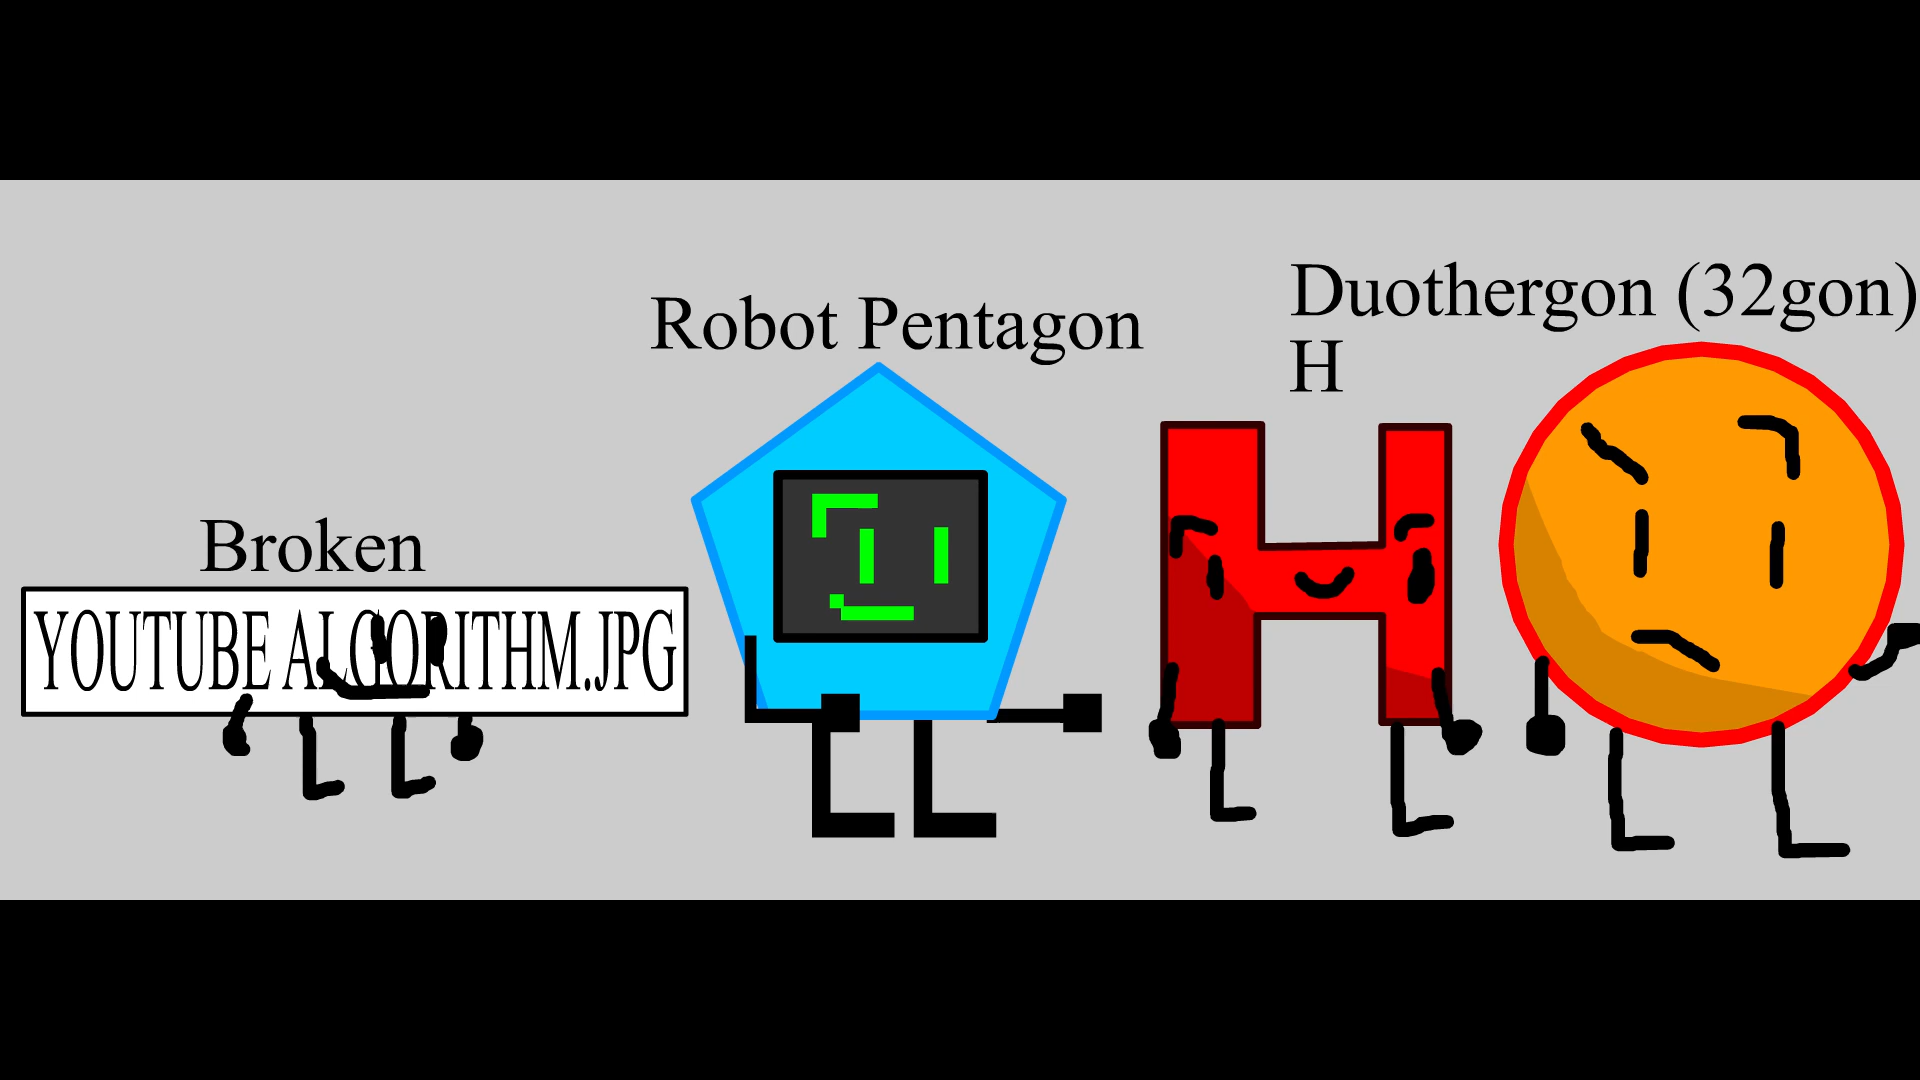 Broken
YOUTUBE ALGORITHM.JPG
Robot Pentagon
Duothergon (32gon)
H